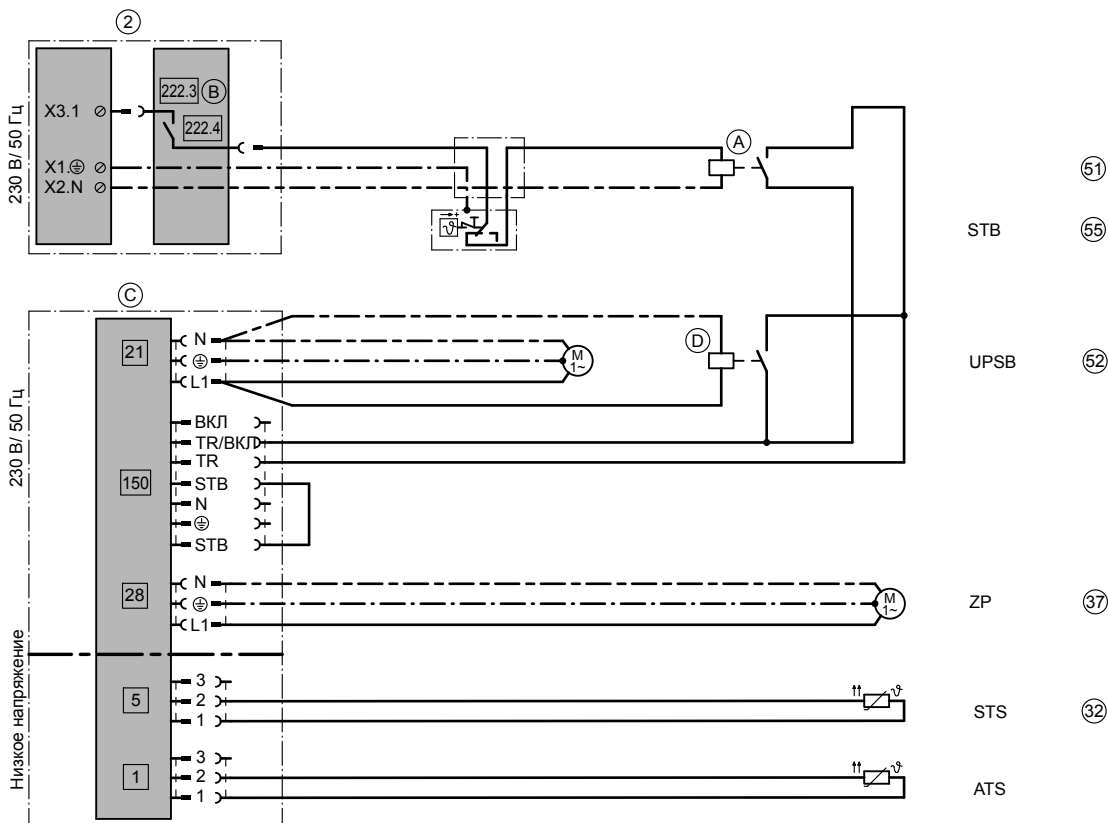 2
230 В/ 50 Гц
X3.1
222.3 B
222.4
X1.
X2.N
ϑ
A
51
STB 55
C
230 В/ 50 Гц
21
N
L1
M
1~
D
UPSB 52
150
ВКЛ
TR/ВКЛ
TR
STB
N
STB
28
N
L1
M
1~
ZP 37
Низкое напряжение
5
3
2
1
ϑ
STS 32
1
3
2
1
ϑ
ATS